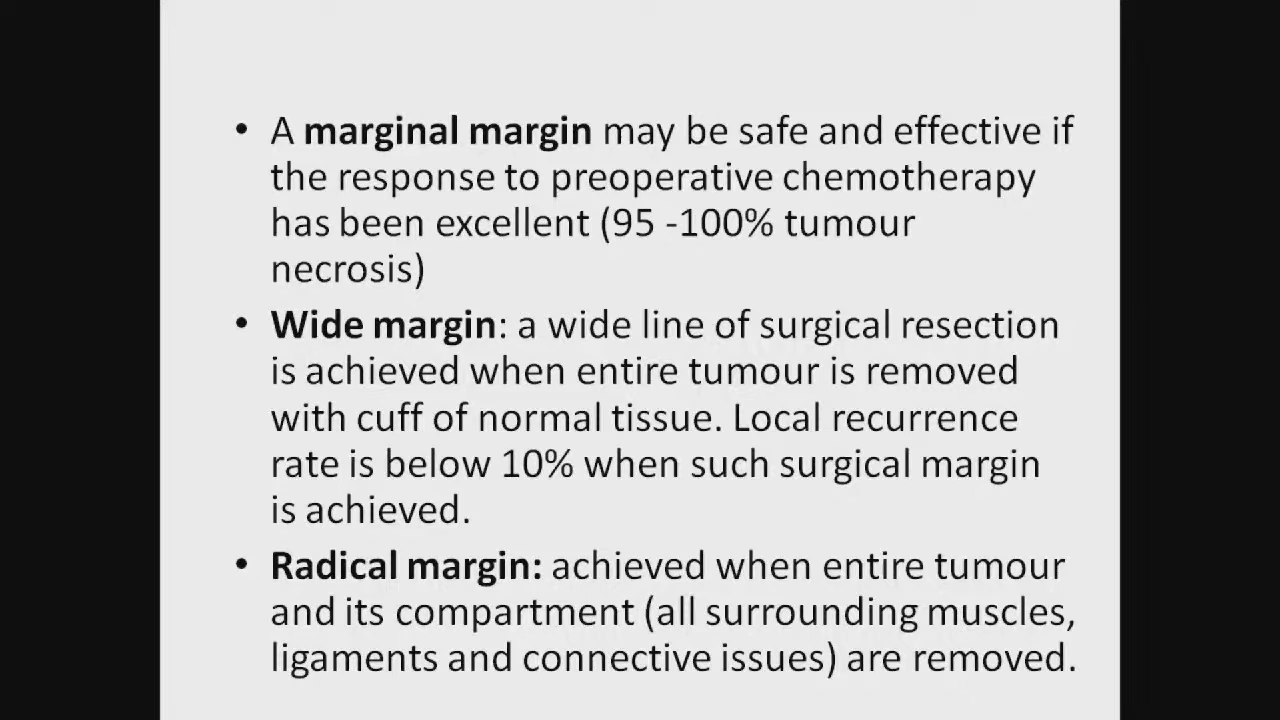 • A marginal margin may be safe and effective if
the response to preoperative chemotherapy
has been excellent (95 -100% tumour
necrosis)
• Wide margin: a wide line of surgical resection
is achieved when entire tumour is removed
with cuff of normal tissue. Local recurrence
rate is below 10% when such surgical margin
is achieved.
• Radical margin: achieved when entire tumour
and its compartment (all surrounding muscles,
ligaments and connective issues) are removed.